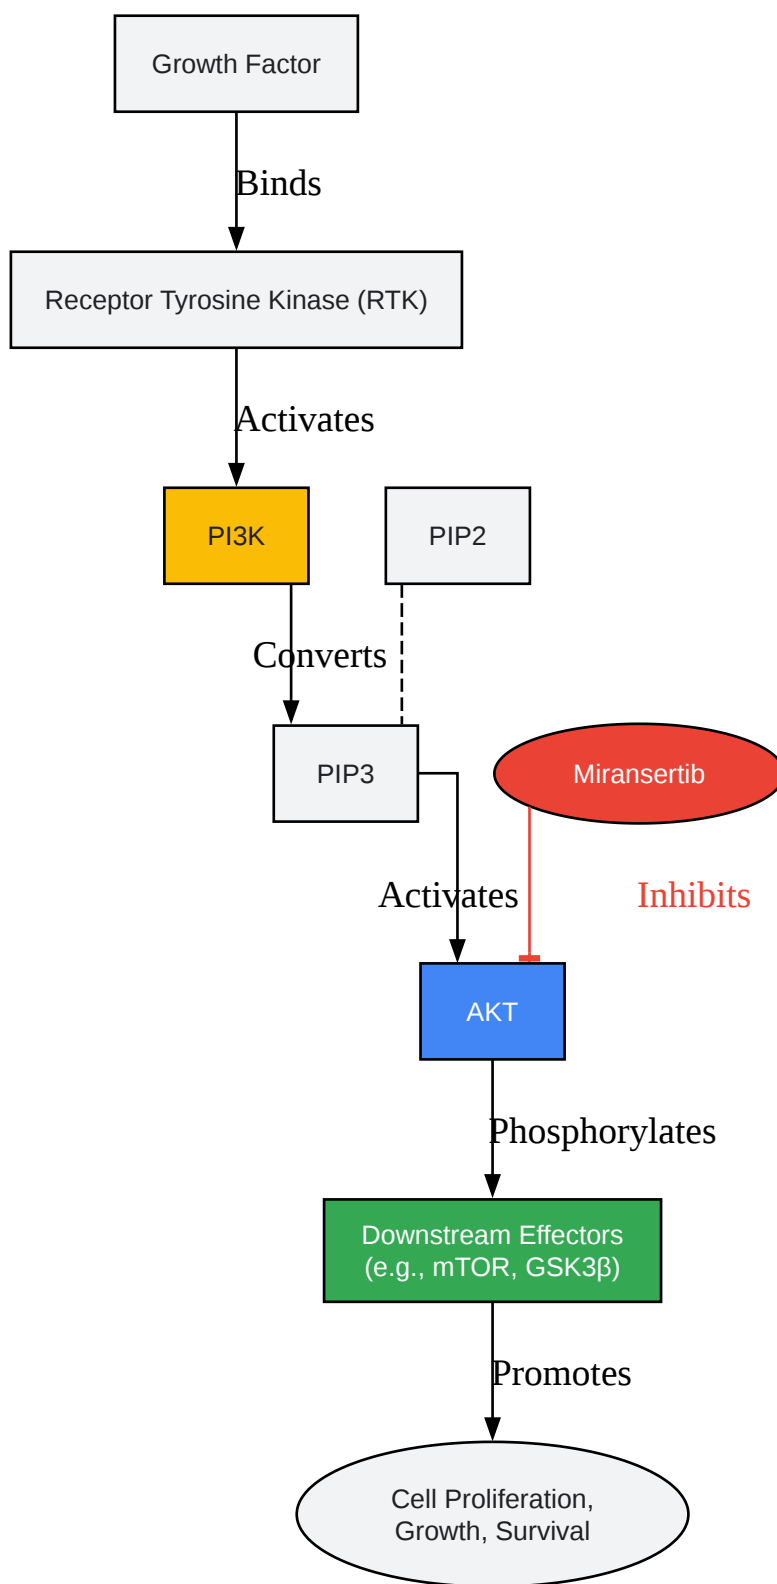 Growth Factor
Binds
Receptor Tyrosine Kinase (RTK)
Activates
PI3K
PIP2
Converts
PIP3
Miransertib
Activates
Inhibits
AKT
Phosphorylates
Downstream Effectors
(e.g., mTOR, GSK3β)
Promotes
Cell Proliferation,
Growth, Survival